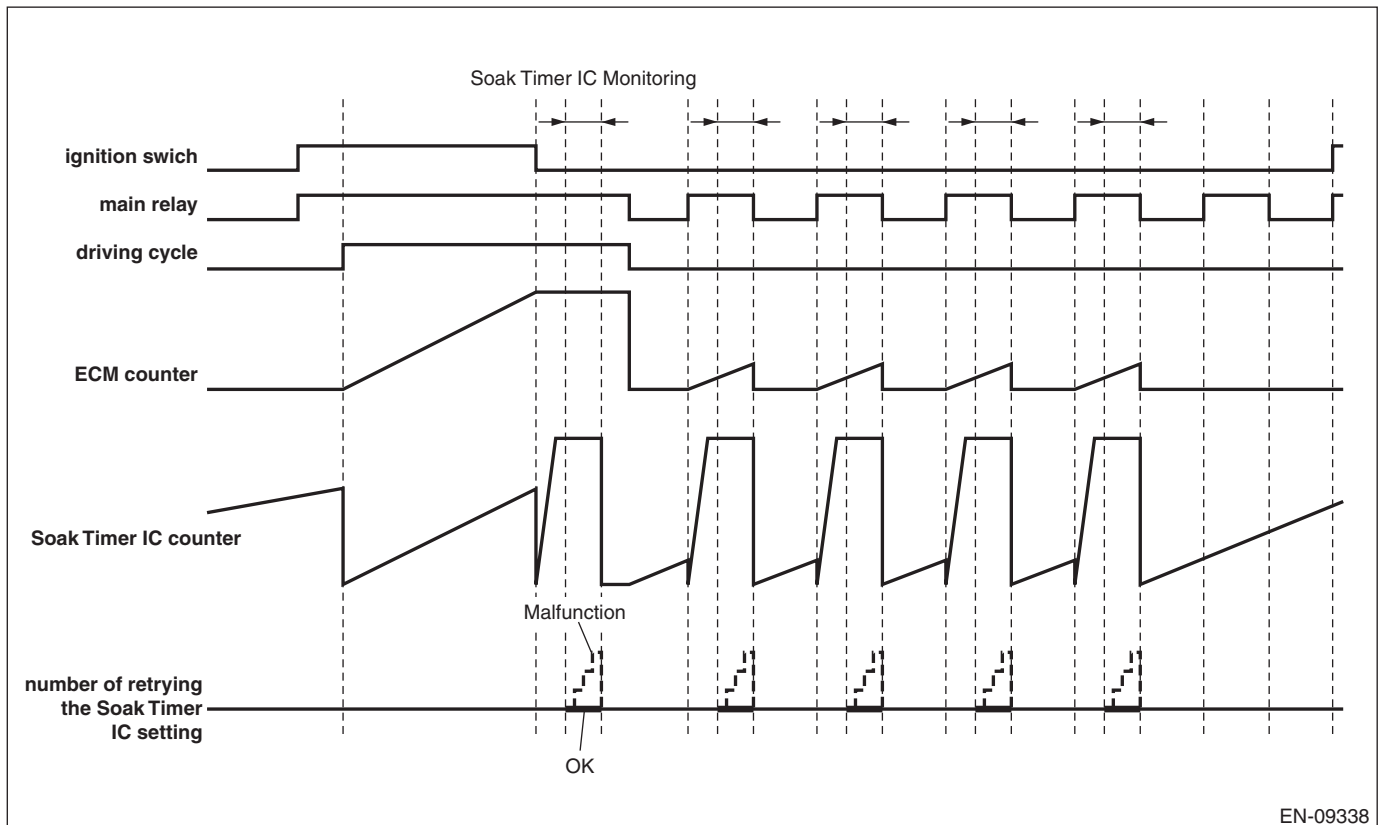 Soak Timer IC Monitoring
ignition swich
main relay
driving cycle
ECM counter
Soak Timer IC counter
Malfunction
number of retrying
the Soak Timer
IC setting
OK
EN-09338